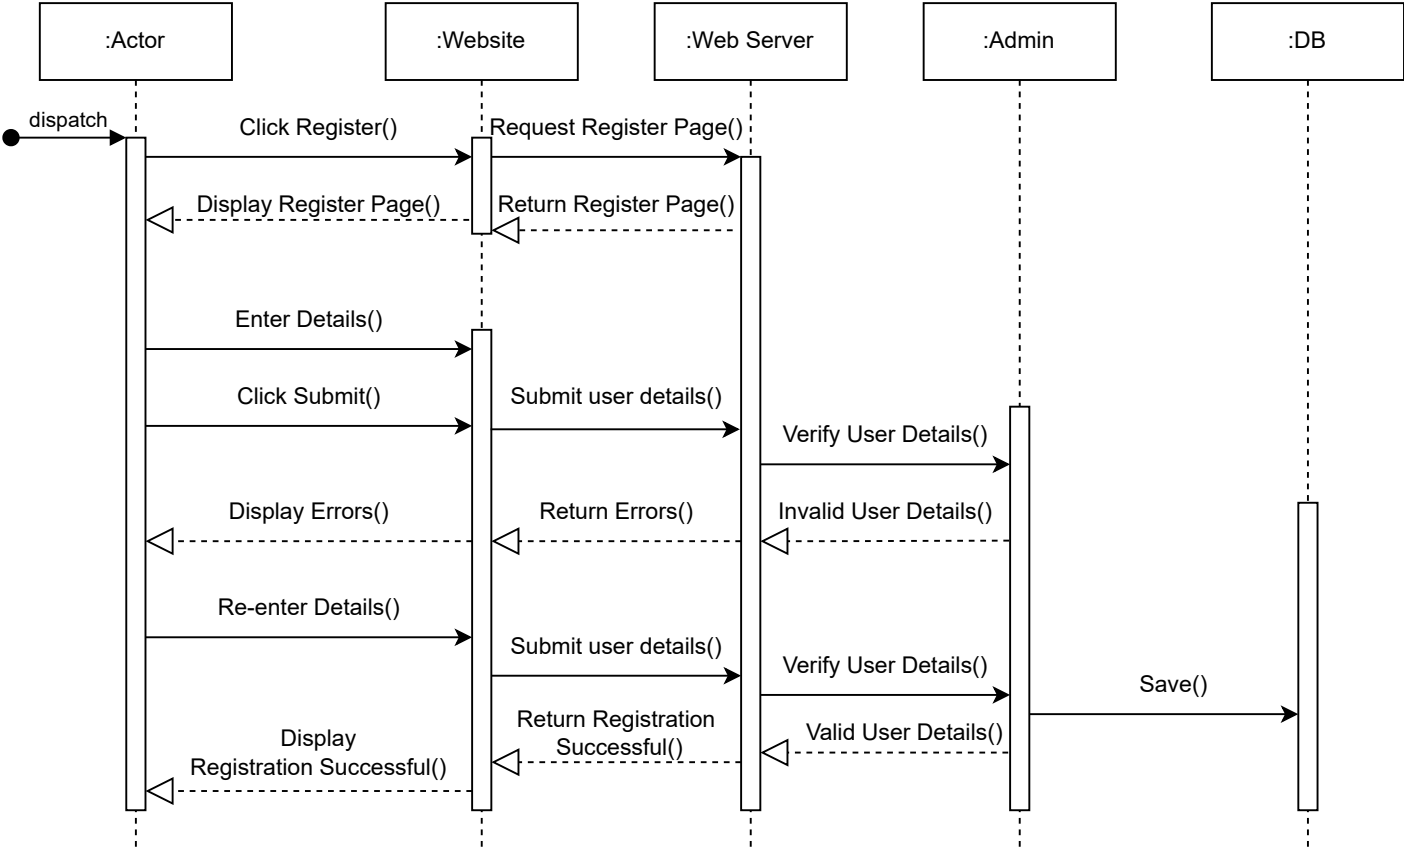 :Actor
:Website
:Web Server
:Admin
:DB
dispatch
Click Register()
Request Register Page()
Display Register Page()
Return Register Page()
Enter Details()
Click Submit()
Submit user details()
Verify User Details()
Display Errors()
Return Errors()
Invalid User Details()
Re-enter Details()
Submit user details()
Verify User Details()
Save()
Return Registration
Successful()
Valid User Details()
Display
Registration Successful()